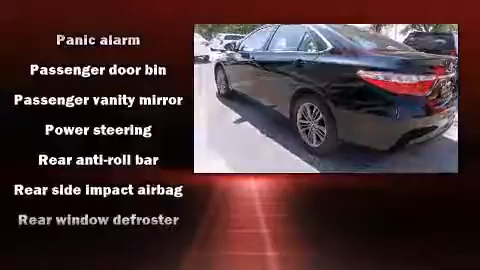 Panic alarm
Passenger door bin
Passenger vanity mirror
Power steering
Rear anti-roll bar
Rear side impact airbag
Rear window defroster